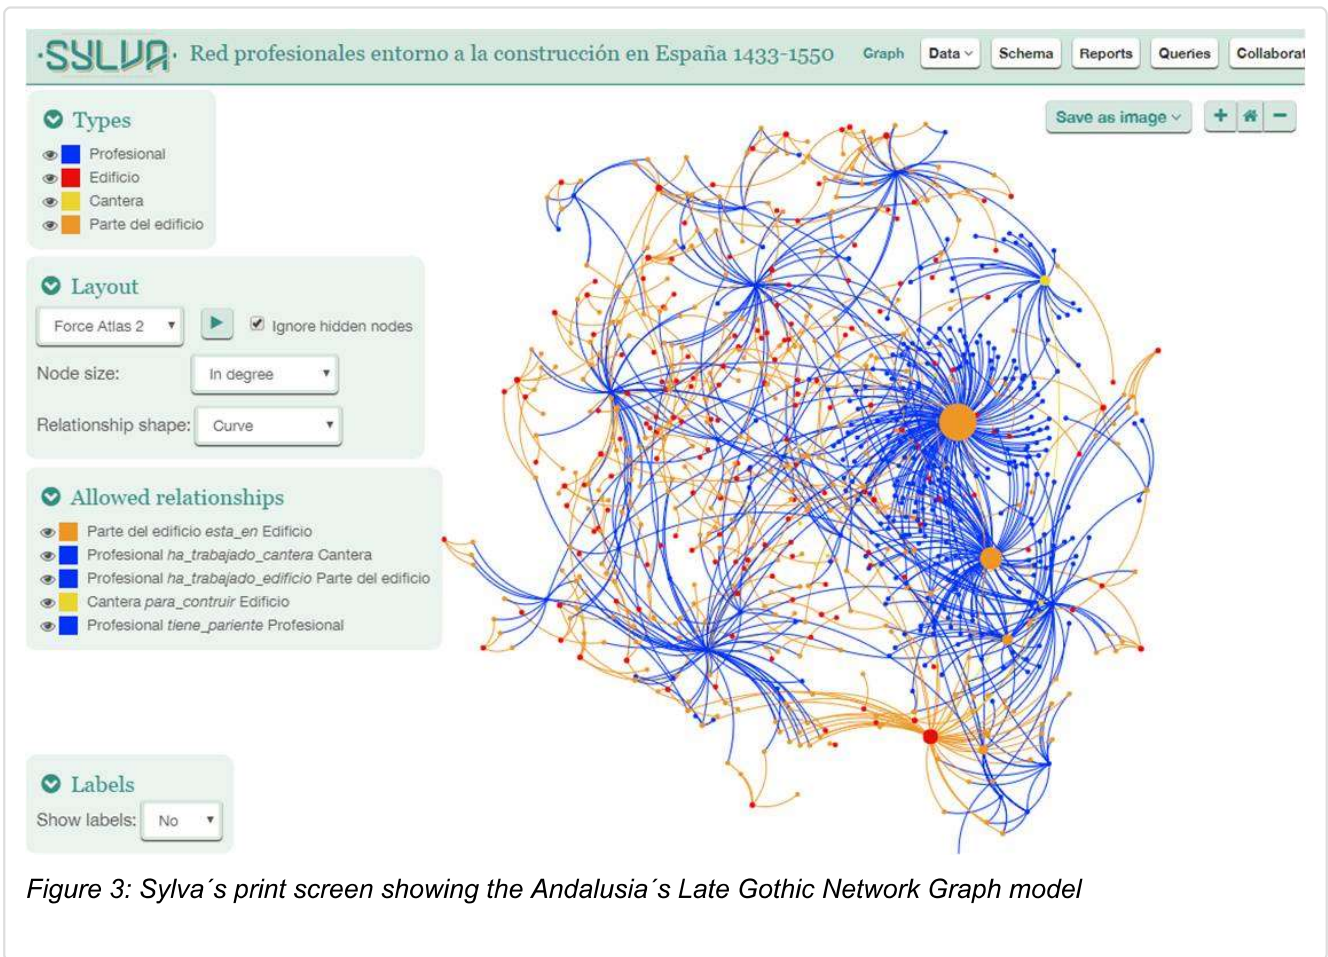 ·SYLVA· Red profesionales entorno a la construcción en España 1433-1550 Graph Data Schema Reports Queries Collaborat
Save as image + −
Types
Profesional
Edificio
Cantera
Parte del edificio
Layout
Force Atlas 2 Ignore hidden nodes
Node size: In degree
Relationship shape: Curve
Allowed relationships
Parte del edificio esta_en Edificio
Profesional ha_trabajado_cantera Cantera
Profesional ha_trabajado_edificio Parte del edificio
Cantera para_contruir Edificio
Profesional tiene_pariente Profesional
Labels
Show labels: No
Figure 3: Sylva´s print screen showing the Andalusia´s Late Gothic Network Graph model